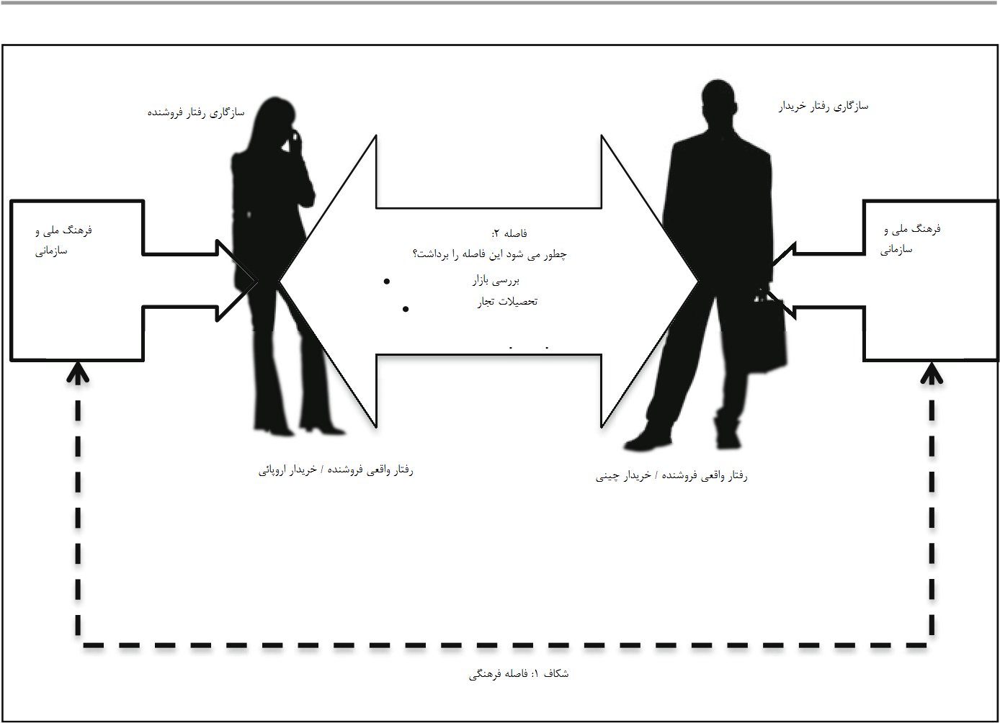 سازگاری رفتار خریدار
سازگاری رفتار فروشنده
فرهنگ ملی و
سازمانی
فاصله ۲:
چطور می شود این فاصله را برداشت؟
بررسی بازار
تحصیلات تجار
فرهنگ ملی و
سازمانی
رفتار واقعی فروشنده / خریدار چینی
رفتار واقعی فروشنده / خریدار اروپائی
شکاف ۱: فاصله فرهنگی